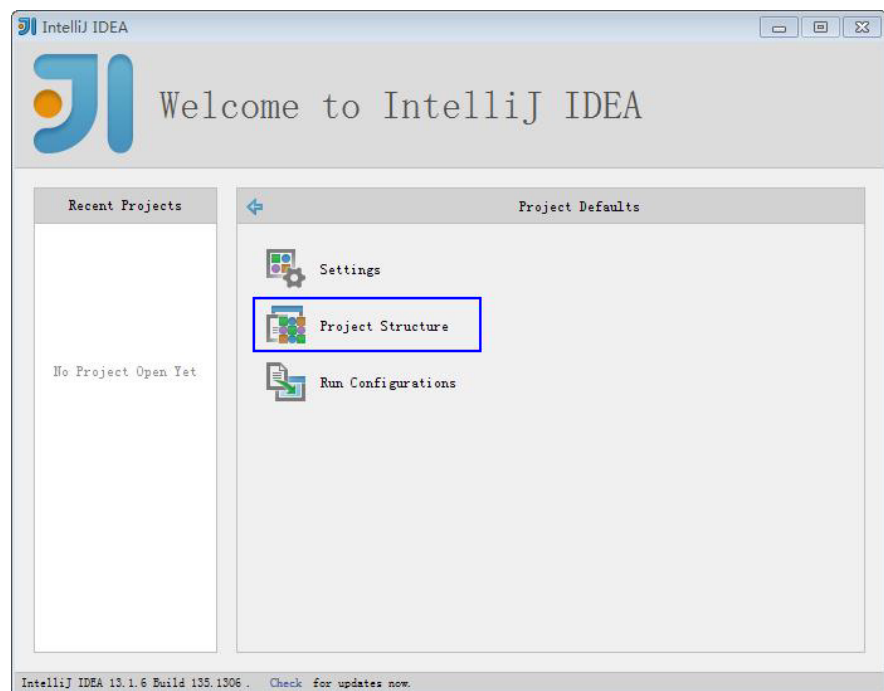 IntelliJ IDEA
Welcome to IntelliJ IDEA
Recent Projects
Project Defaults
Settings
Project Structure
No Project Open Yet
Run Configurations
IntelliJ IDEA 13.1.6 Build 135.1306 . Check for updates now.